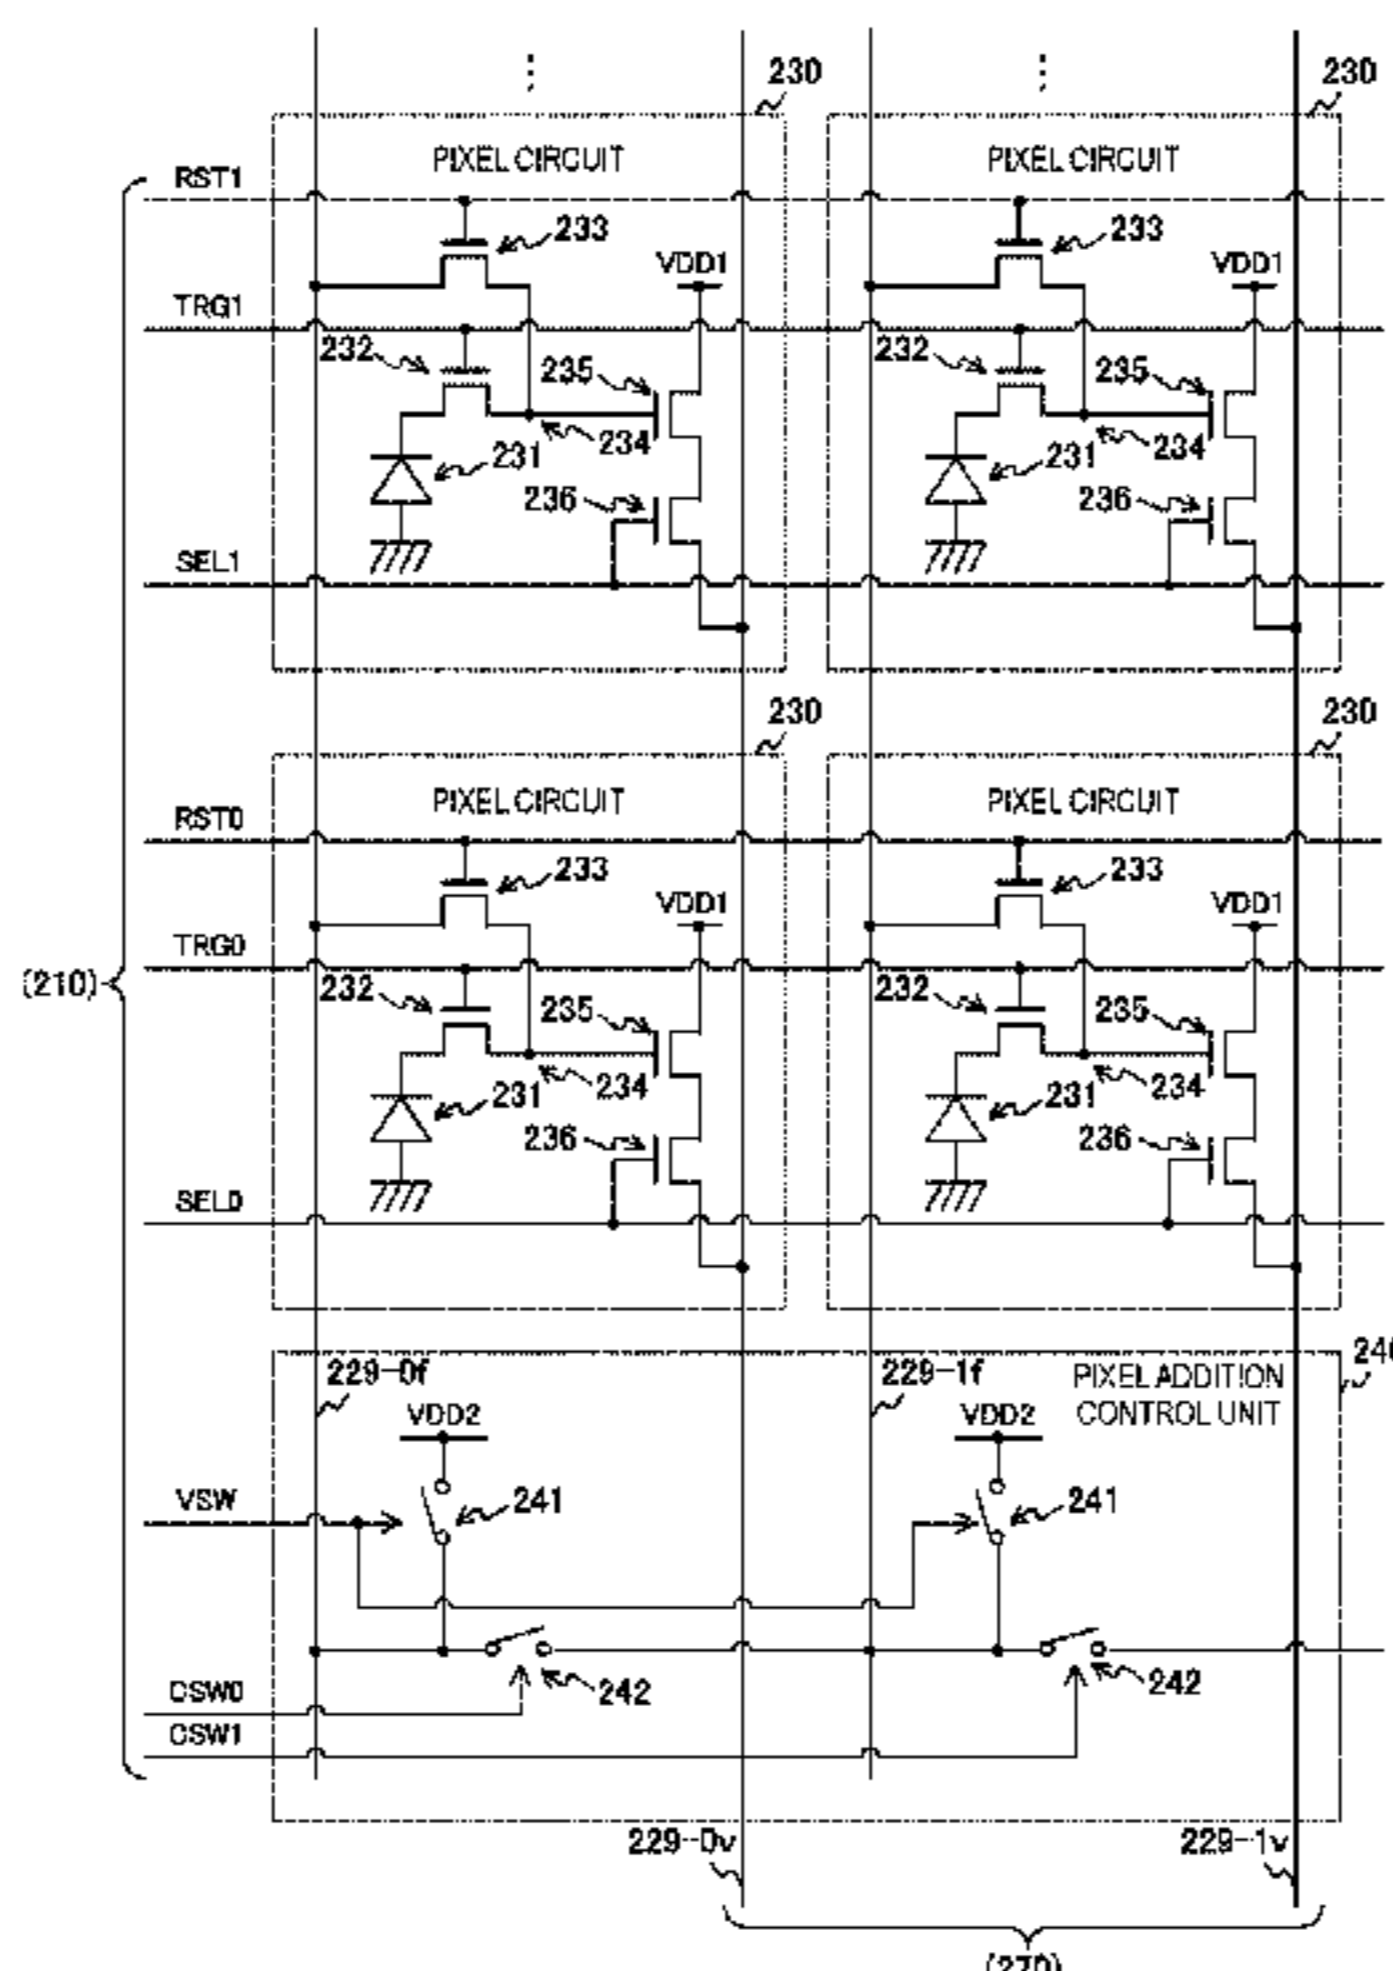 230
230
PIXEL CIRCUIT
PIXEL CIRCUIT
RST1
233
233
VDD1
VDD1
TRG1
232
235
232
235
234
234
231
231
236
236
SEL1
230
230
PIXEL CIRCUIT
PIXEL CIRCUIT
RST0
233
233
VDD1
VDD1
TRG0
(210)
232
235
232
235
234
234
231
231
236
236
SEL0
229-0f
229-1f
PIXEL ADDITION
CONTROL UNIT
240
VDD2
VDD2
VSW
241
241
242
242
CSW0
CSW1
229-0v
229-1v
(270)